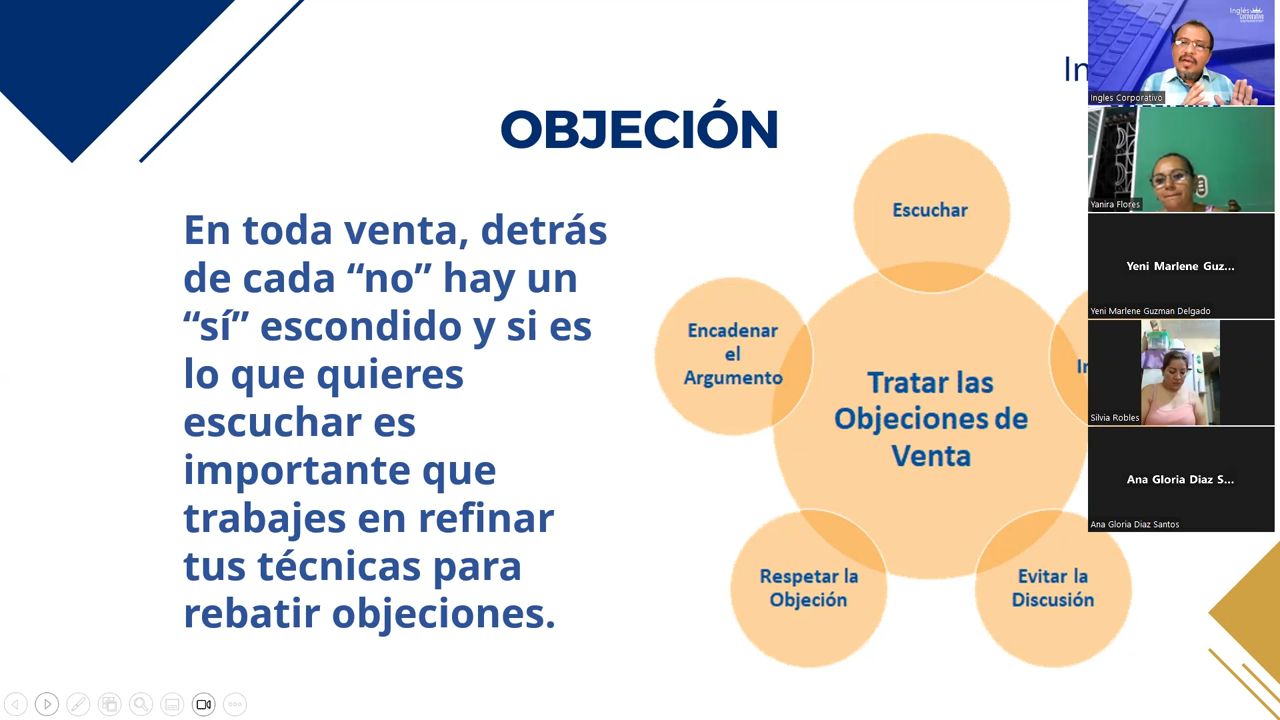 OBJECIÓN
En toda venta, detrás
de cada “no” hay un
“sí” escondido y si es
lo que quieres
escuchar es
importante que
trabajes en refinar
tus técnicas para
rebatir objeciones.
Escuchar
Encadenar
el
Argumento
Tratar las
Objeciones de
Venta
Respetar la
Objeción
Evitar la
Discusión
Ingles
Corporativo
Ingles Corporativo
Yanira Flores
Yeni Marlene Guz...
Yeni Marlene Guzman Delgado
Silvia Robles
Ana Gloria Diaz S...
Ana Gloria Diaz Santos